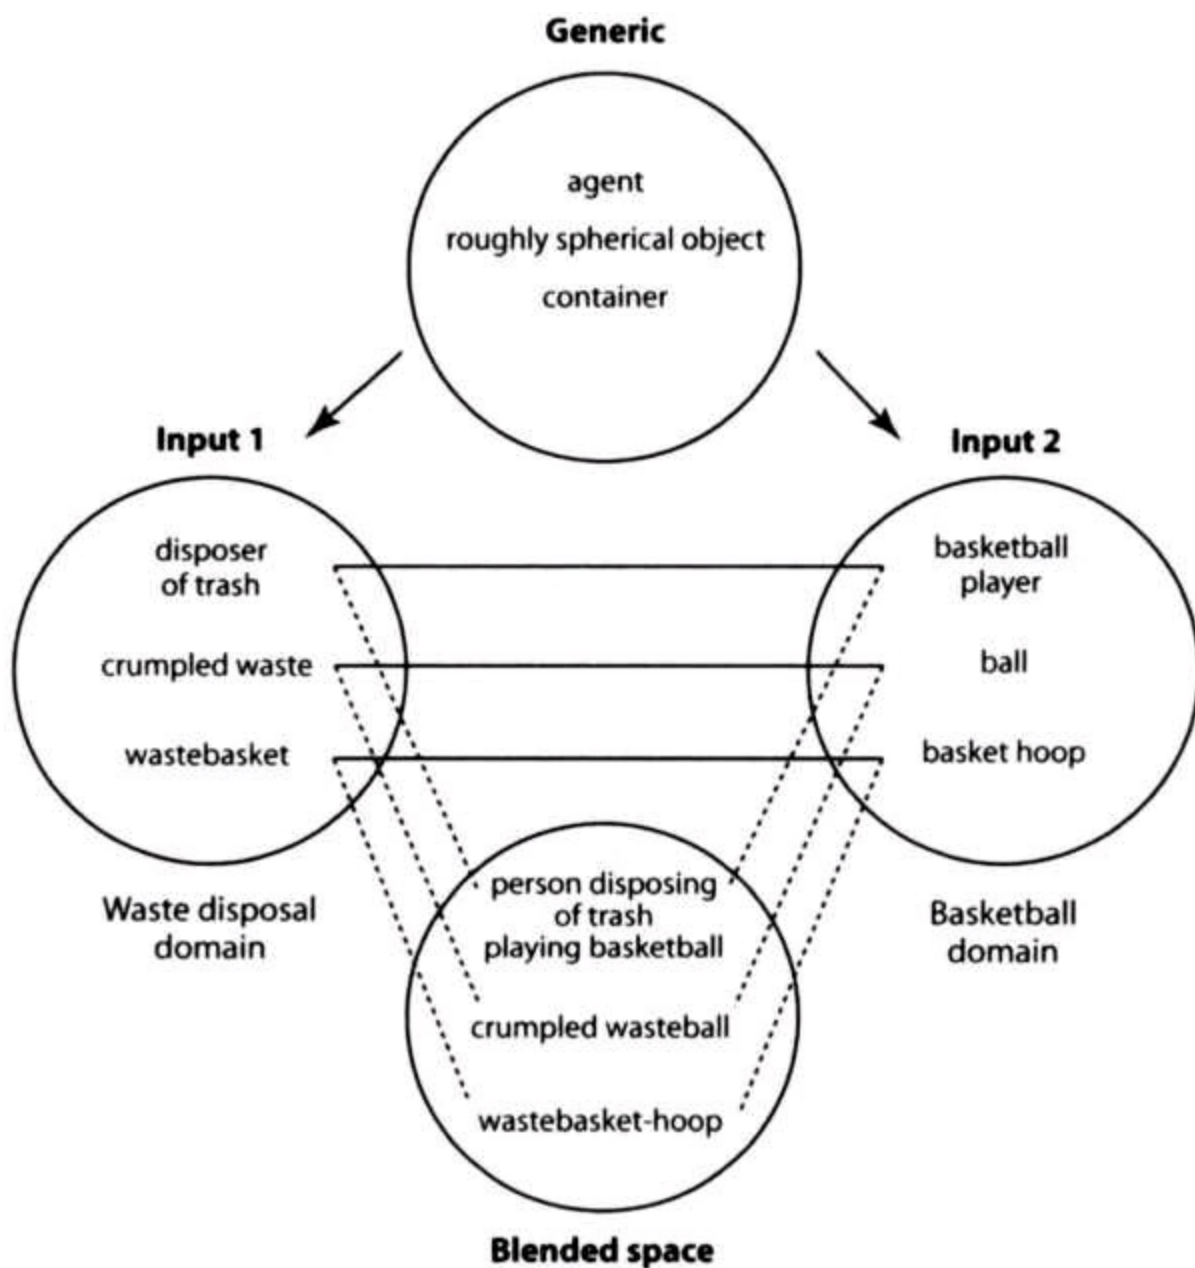 Generic
agent
roughly spherical object
container
Input 1
Input 2
disposer
of trash
crumpled waste
wastebasket
basketball
player
ball
basket hoop
Waste disposal
domain
Basketball
domain
person disposing
of trash
playing basketball
crumpled wasteball
wastebasket-hoop
Blended space